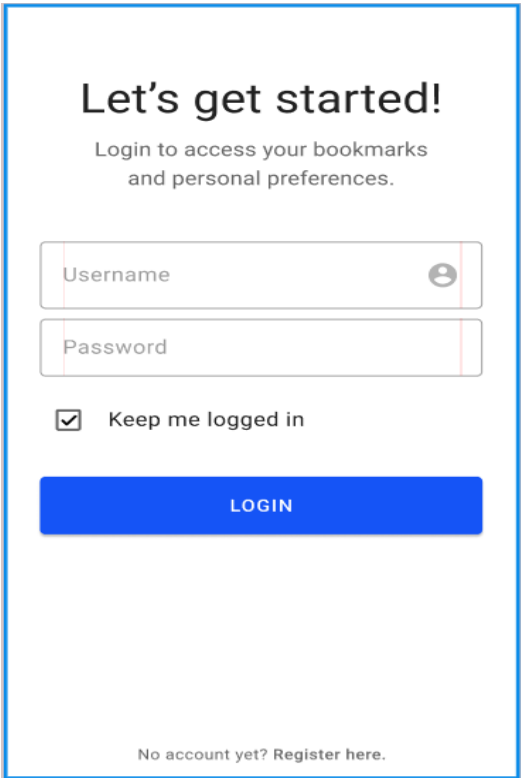 Let’s get started!
Login to access your bookmarks
and personal preferences.
Username
Password
Keep me logged in
LOGIN
No account yet? Register here.